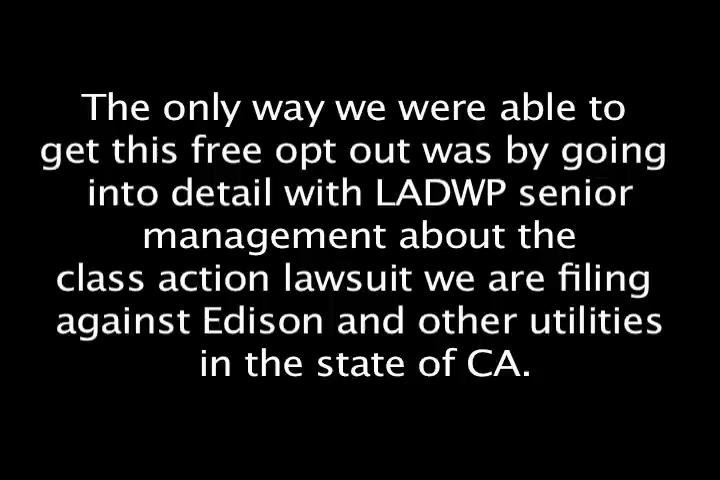 The only way we were able to
get this free opt out was by going
into detail with LADWP senior
management about the
class action lawsuit we are filing
against Edison and other utilities
in the state of CA.